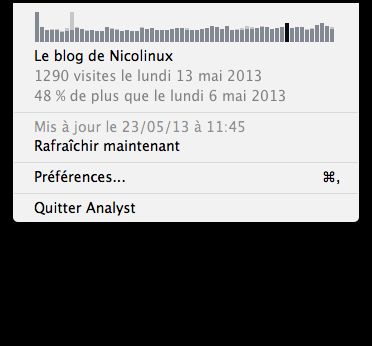 Le blog de Nicolinux
1290 visites le lundi 13 mai 2013
48 % de plus que le lundi 6 mai 2013
Mis à jour le 23/05/13 à 11:45
Rafraîchir maintenant
Préférences... ⌘,
Quitter Analyst